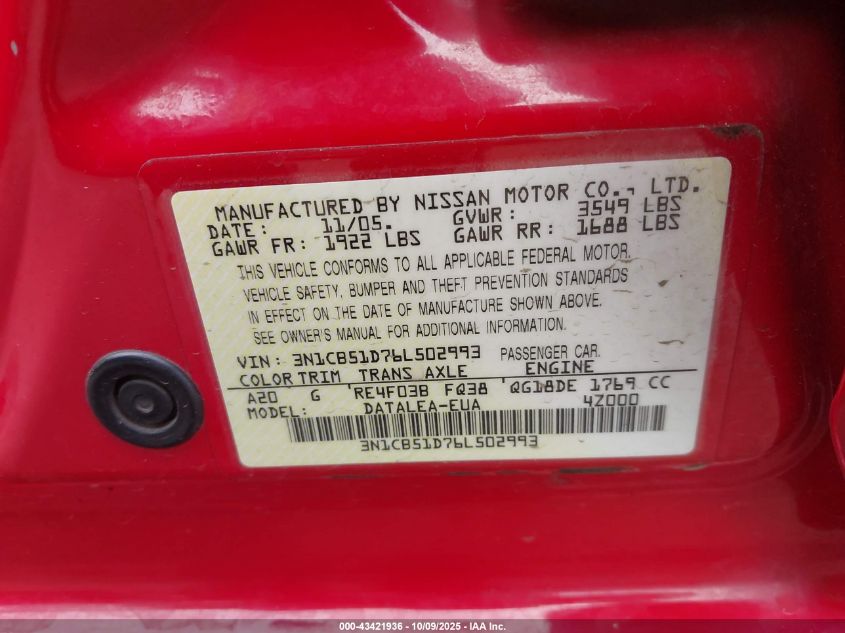 MANUFACTURED BY NISSAN MOTOR CO., LTD.
DATE: 11/05. GVWR: 3549 LBS
GAWR FR: 1922 LBS GAWR RR: 1688 LBS
THIS VEHICLE CONFORMS TO ALL APPLICABLE FEDERAL MOTOR.
VEHICLE SAFETY, BUMPER AND THEFT PREVENTION STANDARDS
IN EFFECT ON THE DATE OF MANUFACTURE SHOWN ABOVE.
SEE OWNER'S MANUAL FOR ADDITIONAL INFORMATION.
VIN: 3N1CB51D76L502993 PASSENGER CAR.
COLOR TRIM TRANS AXLE ENGINE
A20 G 'RE4F03B FQ38 'QG18DE 1769 CC
MODEL: DATALEA-EUA 4Z000
3N1CB51D76L502993
000-43421936 - 10/09/2025 - IAA Inc.